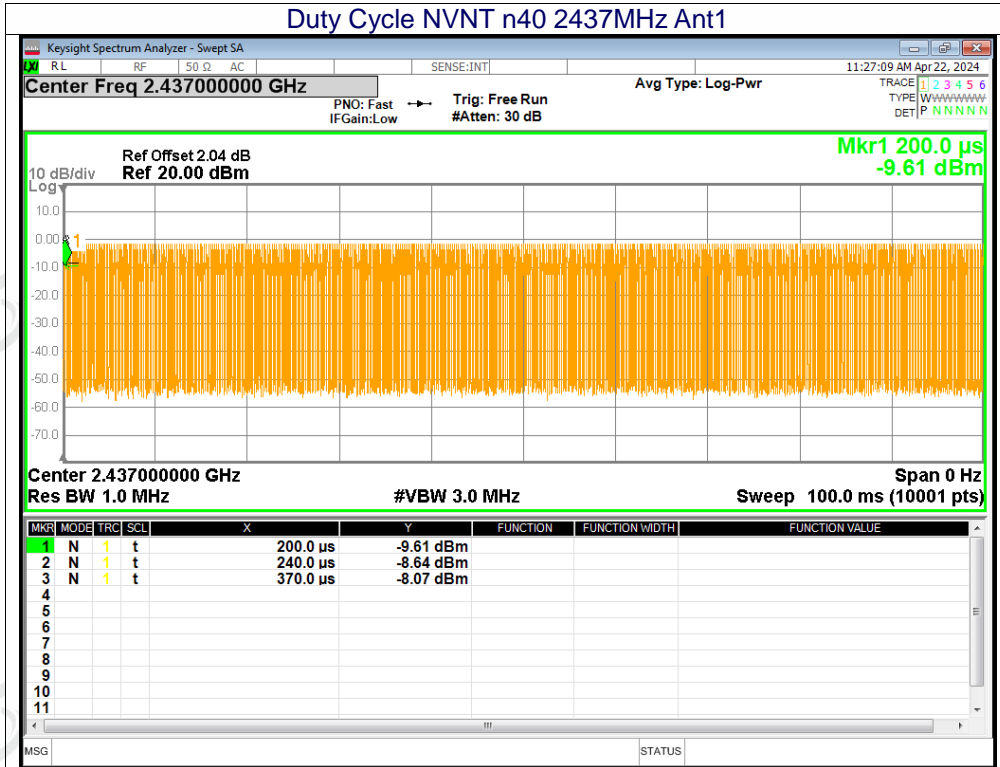 Duty Cycle NVNT n40 2437MHz Ant1
Keysight Spectrum Analyzer - Swept SA
LXI RL RF 50 Ω AC SENSE:INT 11:27:09 AM Apr 22, 2024
Center Freq 2.437000000 GHz Avg Type: Log-Pwr TRACE 1 2 3 4 5 6
PNO: Fast Trig: Free Run TYPE WWWWWW
IFGain:Low #Atten: 30 dB DET P N N N N N
Mkr1 200.0 µs
Ref Offset 2.04 dB
10 dB/div Ref 20.00 dBm -9.61 dBm
Log
10.0
0.00
1
-10.0
-20.0
-30.0
-40.0
-50.0
-60.0
-70.0
Center 2.437000000 GHz Span 0 Hz
Res BW 1.0 MHz #VBW 3.0 MHz Sweep 100.0 ms (10001 pts)
MKR MODE TRC SCL X Y FUNCTION FUNCTION WIDTH FUNCTION VALUE
1 N 1 t 200.0 µs -9.61 dBm
2 N 1 t 240.0 µs -8.64 dBm
3 N 1 t 370.0 µs -8.07 dBm
4
5
6
7
8
9
10
11
MSG STATUS